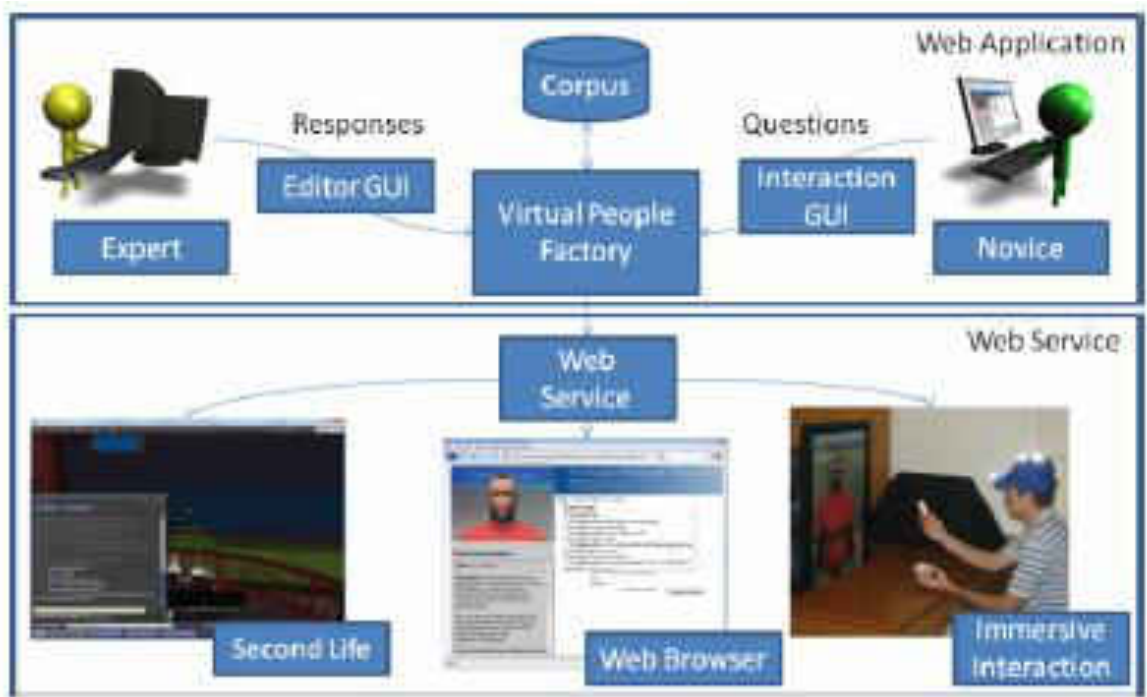 Web Application
Corpus
Responses
Questions
Editor GUI
Interaction
GUI
Virtual People
Factory
Expert
Novice
Web Service
Web
Service
Second Life
Web Browser
Immersive
Interaction